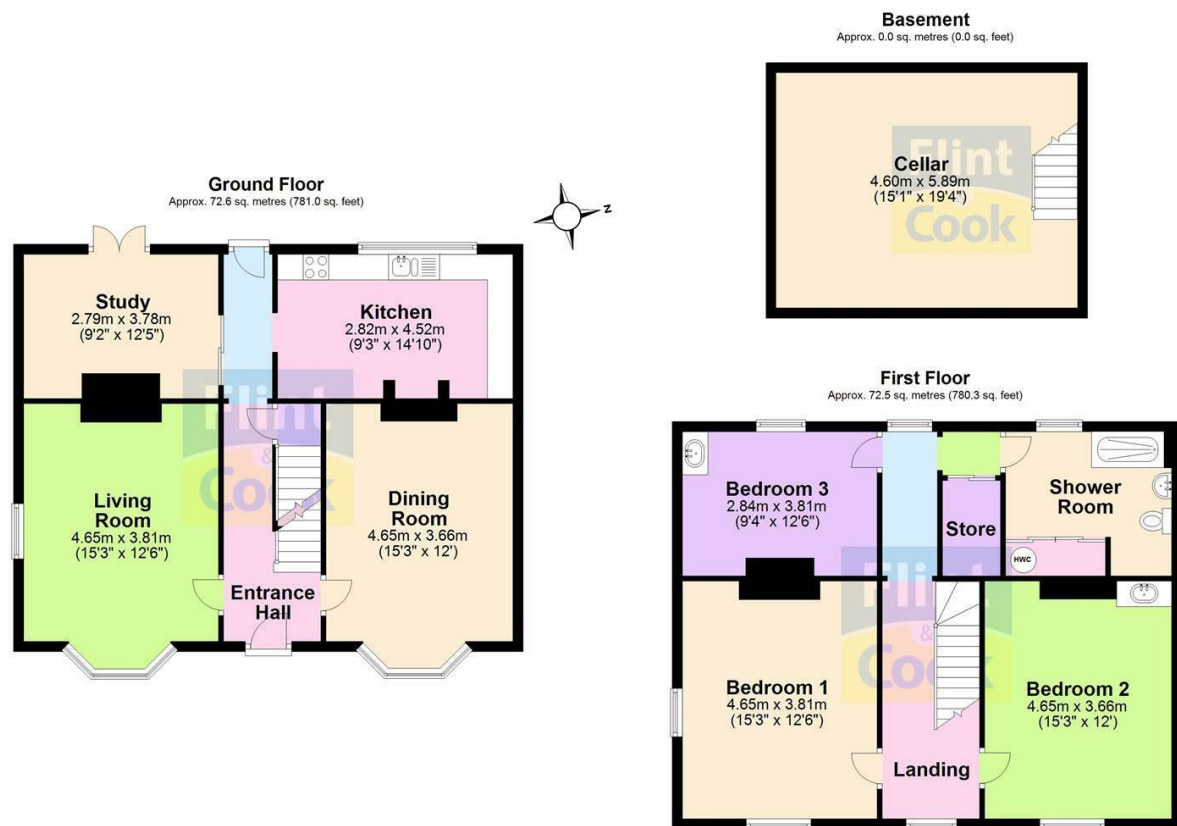 Basement
Approx. 0.0 sq. metres (0.0 sq. feet)
Flint
Cellar
4.60m x 5.89m
(15'1" x 19'4")
Cook
Ground Floor
Approx. 72.6 sq. metres (781.0 sq. feet)
N
Study
2.79m x 3.78m
(9'2" x 12'5")
Kitchen
2.82m x 4.52m
(9'3" x 14'10")
Flint
&
Cook
Living
Room
4.65m x 3.81m
(15'3" x 12'6")
Dining
Room
4.65m x 3.66m
(15'3" x 12')
Entrance
Hall
First Floor
Approx. 72.5 sq. metres (780.3 sq. feet)
Bedroom 3
2.84m x 3.81m
(9'4" x 12'6")
Store
Shower
Room
HWC
Flint
&
Cook
Bedroom 1
4.65m x 3.81m
(15'3" x 12'6")
Bedroom 2
4.65m x 3.66m
(15'3" x 12')
Landing